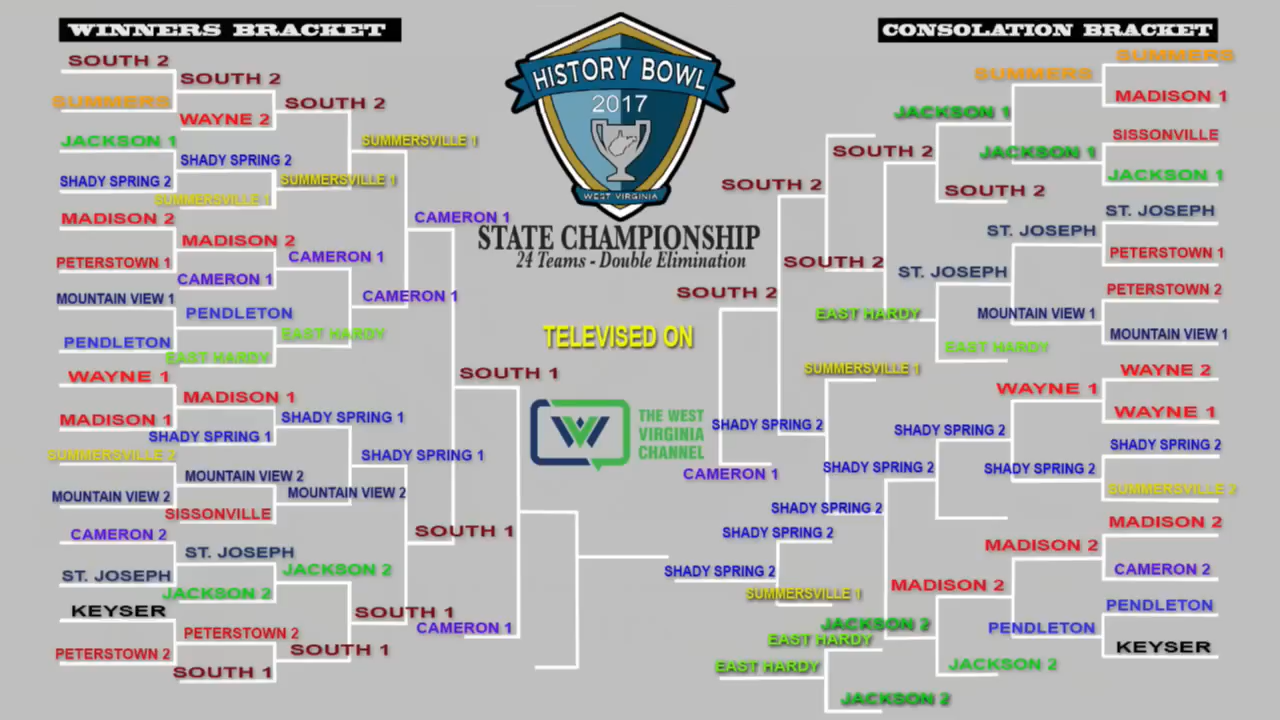 WINNERS BRACKET
SOUTH 2
SUMMERS
JACKSON 1
SHADY SPRING 2
MADISON 2
PETERSTOWN 1
MOUNTAIN VIEW 1
PENDLETON
WAYNE 1
MADISON 1
SUMMERSVILLE 2
MOUNTAIN VIEW 2
CAMERON 2
ST. JOSEPH
KEYSER
PETERSTOWN 2
SOUTH 2
WAYNE 2
SHADY SPRING 2
SUMMERSVILLE 1
MADISON 2
CAMERON 1
PENDLETON
EAST HARDY
MADISON 1
SHADY SPRING 1
MOUNTAIN VIEW 2
SISSONVILLE
ST. JOSEPH
JACKSON 2
PETERSTOWN 2
SOUTH 1
SOUTH 2
SUMMERSVILLE 1
CAMERON 1
EAST HARDY
SHADY SPRING 1
MOUNTAIN VIEW 2
JACKSON 2
SOUTH 1
SUMMERSVILLE 1
CAMERON 1
SHADY SPRING 1
SOUTH 1
CAMERON 1
SOUTH 1
SOUTH 1
CAMERON 1
HISTORY BOWL
2017
WEST VIRGINIA
STATE CHAMPIONSHIP
24 Teams - Double Elimination
TELEVISED ON
W
THE WEST
VIRGINIA
CHANNEL
CONSOLATION BRACKET
SUMMERS
MADISON 1
SISSONVILLE
JACKSON 1
ST. JOSEPH
PETERSTOWN 1
PETERSTOWN 2
MOUNTAIN VIEW 1
WAYNE 2
WAYNE 1
SHADY SPRING 2
SUMMERSVILLE 2
MADISON 2
CAMERON 2
PENDLETON
KEYSER
SUMMERS
JACKSON 1
ST. JOSEPH
MOUNTAIN VIEW 1
WAYNE 1
SHADY SPRING 2
MADISON 2
PENDLETON
JACKSON 1
SOUTH 2
ST. JOSEPH
EAST HARDY
SHADY SPRING 2
MADISON 2
JACKSON 2
SOUTH 2
EAST HARDY
SHADY SPRING 2
JACKSON 2
SOUTH 2
SOUTH 2
SUMMERSVILLE 1
SHADY SPRING 2
SHADY SPRING 2
SOUTH 2
CAMERON 1
SHADY SPRING 2
SHADY SPRING 2
SUMMERSVILLE 1
EAST HARDY
EAST HARDY
JACKSON 2